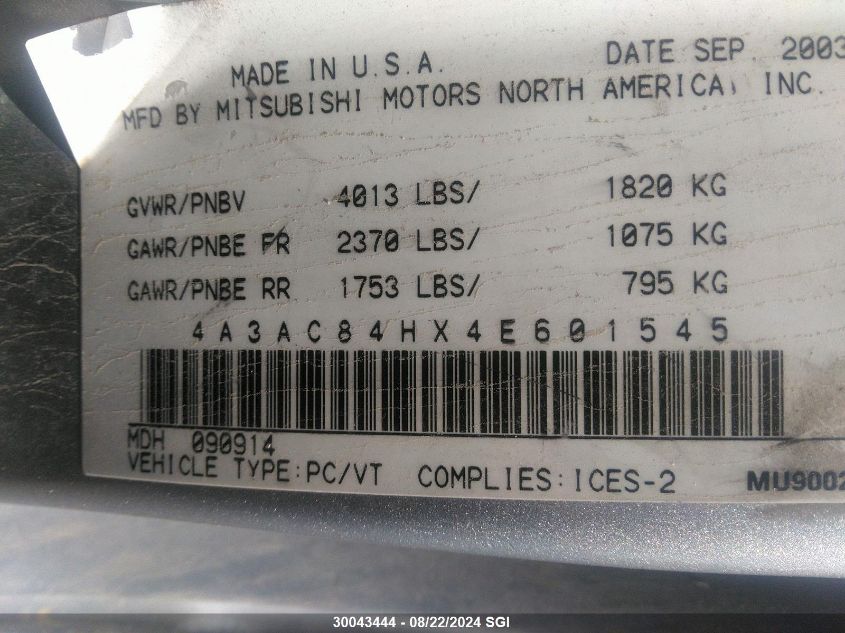 MADE IN U.S.A. DATE SEP. 2003
MFD BY MITSUBISHI MOTORS NORTH AMERICA, INC.
GVWR/PNBV 4013 LBS/ 1820 KG
GAWR/PNBE FR 2370 LBS/ 1075 KG
GAWR/PNBE RR 1753 LBS/ 795 KG
4A3AC84HX4E601545
MDH 090914
VEHICLE TYPE:PC/VT COMPLIES:ICES-2 MU9002
30043444 - 08/22/2024 SGI